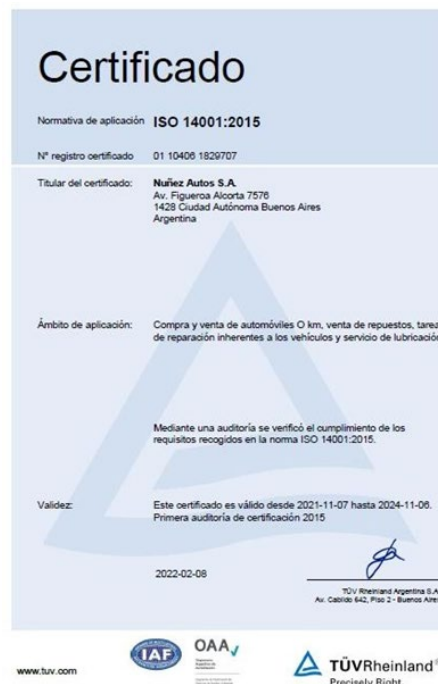 Certificado
Normativa de aplicación ISO 14001:2015
Nº registro certificado 01 10406 1829707
Titular del certificado: Nuñez Autos S.A.
Av. Figueroa Alcorta 7576
1428 Ciudad Autónoma Buenos Aires
Argentina
Ámbito de aplicación: Compra y venta de automóviles O km, venta de repuestos, tarea
de reparación inherentes a los vehículos y servicio de lubricación
Mediante una auditoría se verificó el cumplimiento de los
requisitos recogidos en la norma ISO 14001:2015.
Validez: Este certificado es válido desde 2021-11-07 hasta 2024-11-06.
Primera auditoría de certificación 2015
2022-02-08
TÜV Rheinland Argentina S.A
Av. Cabildo 642, Piso 2 - Buenos Aires
www.tuv.com
IAF
OAA
TÜVRheinland®
Precisely Right.